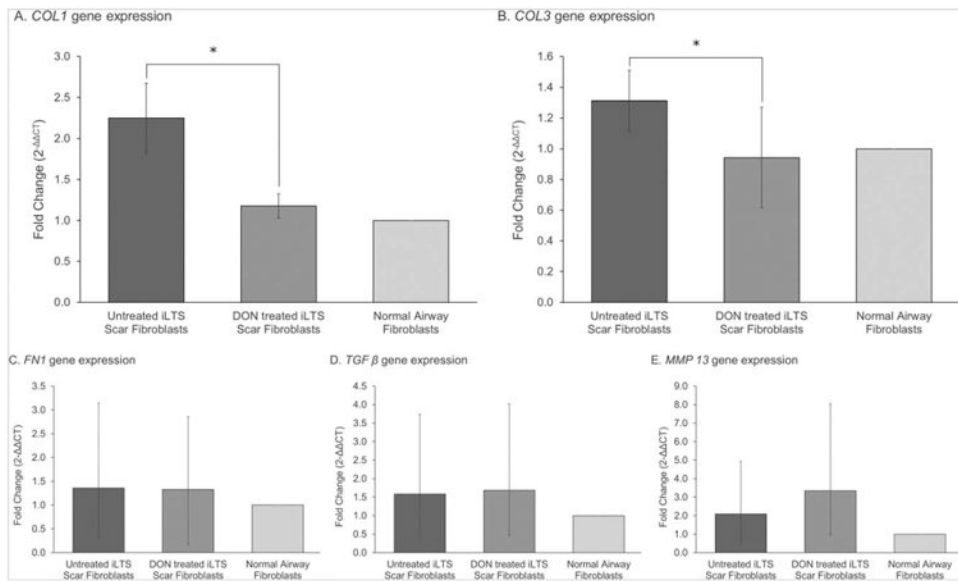 A. COL1 gene expression
*
Fold Change (2-ΔΔCT)
3.0
2.5
2.0
1.5
1.0
0.5
0.0
Untreated iLTS
Scar Fibroblasts
DON treated iLTS
Scar Fibroblasts
Normal Airway
Fibroblasts
B. COL3 gene expression
*
Fold Change (2-ΔΔCT)
1.6
1.4
1.2
1.0
0.8
0.6
0.4
0.2
0.0
Untreated iLTS
Scar Fibroblasts
DON treated iLTS
Scar Fibroblasts
Normal Airway
Fibroblasts
C. FN1 gene expression
Fold Change (2-ΔΔCT)
3.5
3.0
2.5
2.0
1.5
1.0
0.5
0.0
Untreated iLTS
Scar Fibroblasts
DON treated iLTS
Scar Fibroblasts
Normal Airway
Fibroblasts
D. TGF β gene expression
Fold Change (2-ΔΔCT)
4.5
4.0
3.5
3.0
2.5
2.0
1.5
1.0
0.5
0.0
Untreated iLTS
Scar Fibroblasts
DON treated iLTS
Scar Fibroblasts
Normal Airway
Fibroblasts
E. MMP 13 gene expression
Fold Change (2-ΔΔCT)
9.0
8.0
7.0
6.0
5.0
4.0
3.0
2.0
1.0
0.0
Untreated iLTS
Scar Fibroblasts
DON treated iLTS
Scar Fibroblasts
Normal Airway
Fibroblasts